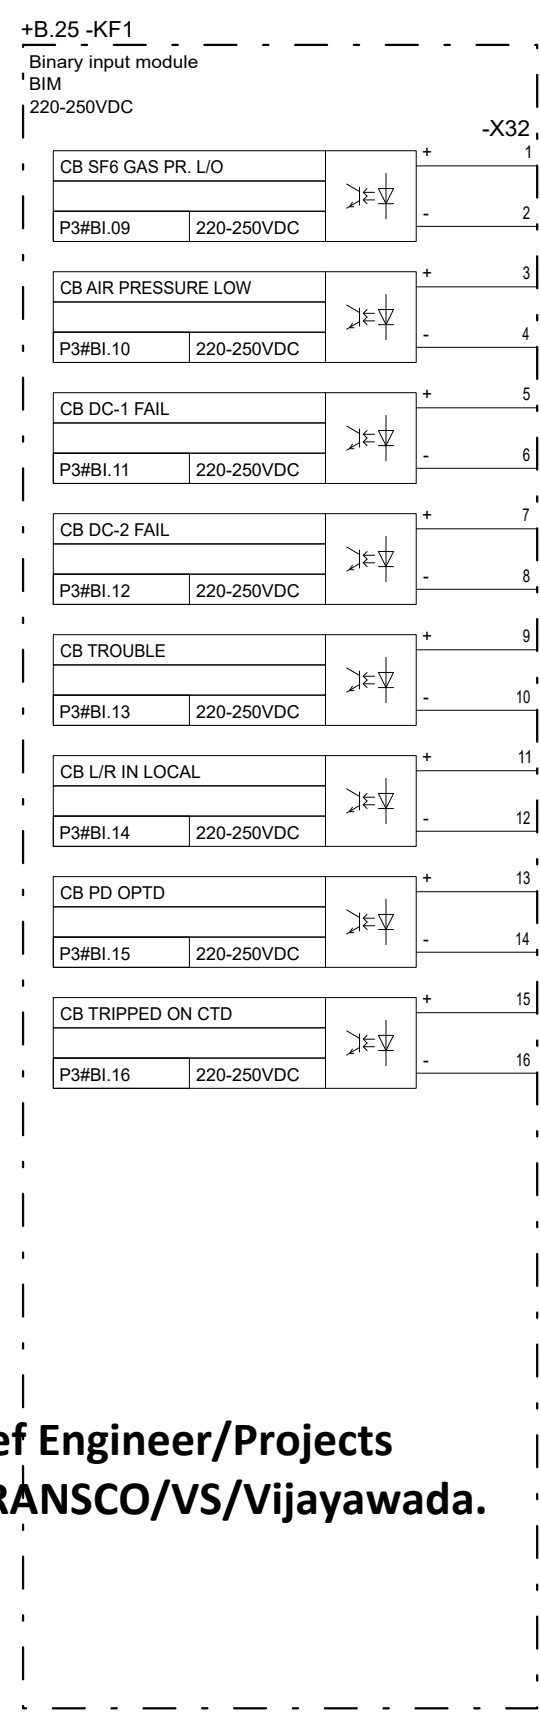 +B.25 -KF1
Binary input module
BIM
220-250VDC
-X32
CB SF6 GAS PR. L/O
+ 1
P3#BI.09 220-250VDC
- 2
CB AIR PRESSURE LOW
+ 3
P3#BI.10 220-250VDC
- 4
CB DC-1 FAIL
+ 5
P3#BI.11 220-250VDC
- 6
CB DC-2 FAIL
+ 7
P3#BI.12 220-250VDC
- 8
CB TROUBLE
+ 9
P3#BI.13 220-250VDC
- 10
CB L/R IN LOCAL
+ 11
P3#BI.14 220-250VDC
- 12
CB PD OPTD
+ 13
P3#BI.15 220-250VDC
- 14
CB TRIPPED ON CTD
+ 15
P3#BI.16 220-250VDC
- 16
ef Engineer/Projects
RANSCO/VS/Vijayawada.